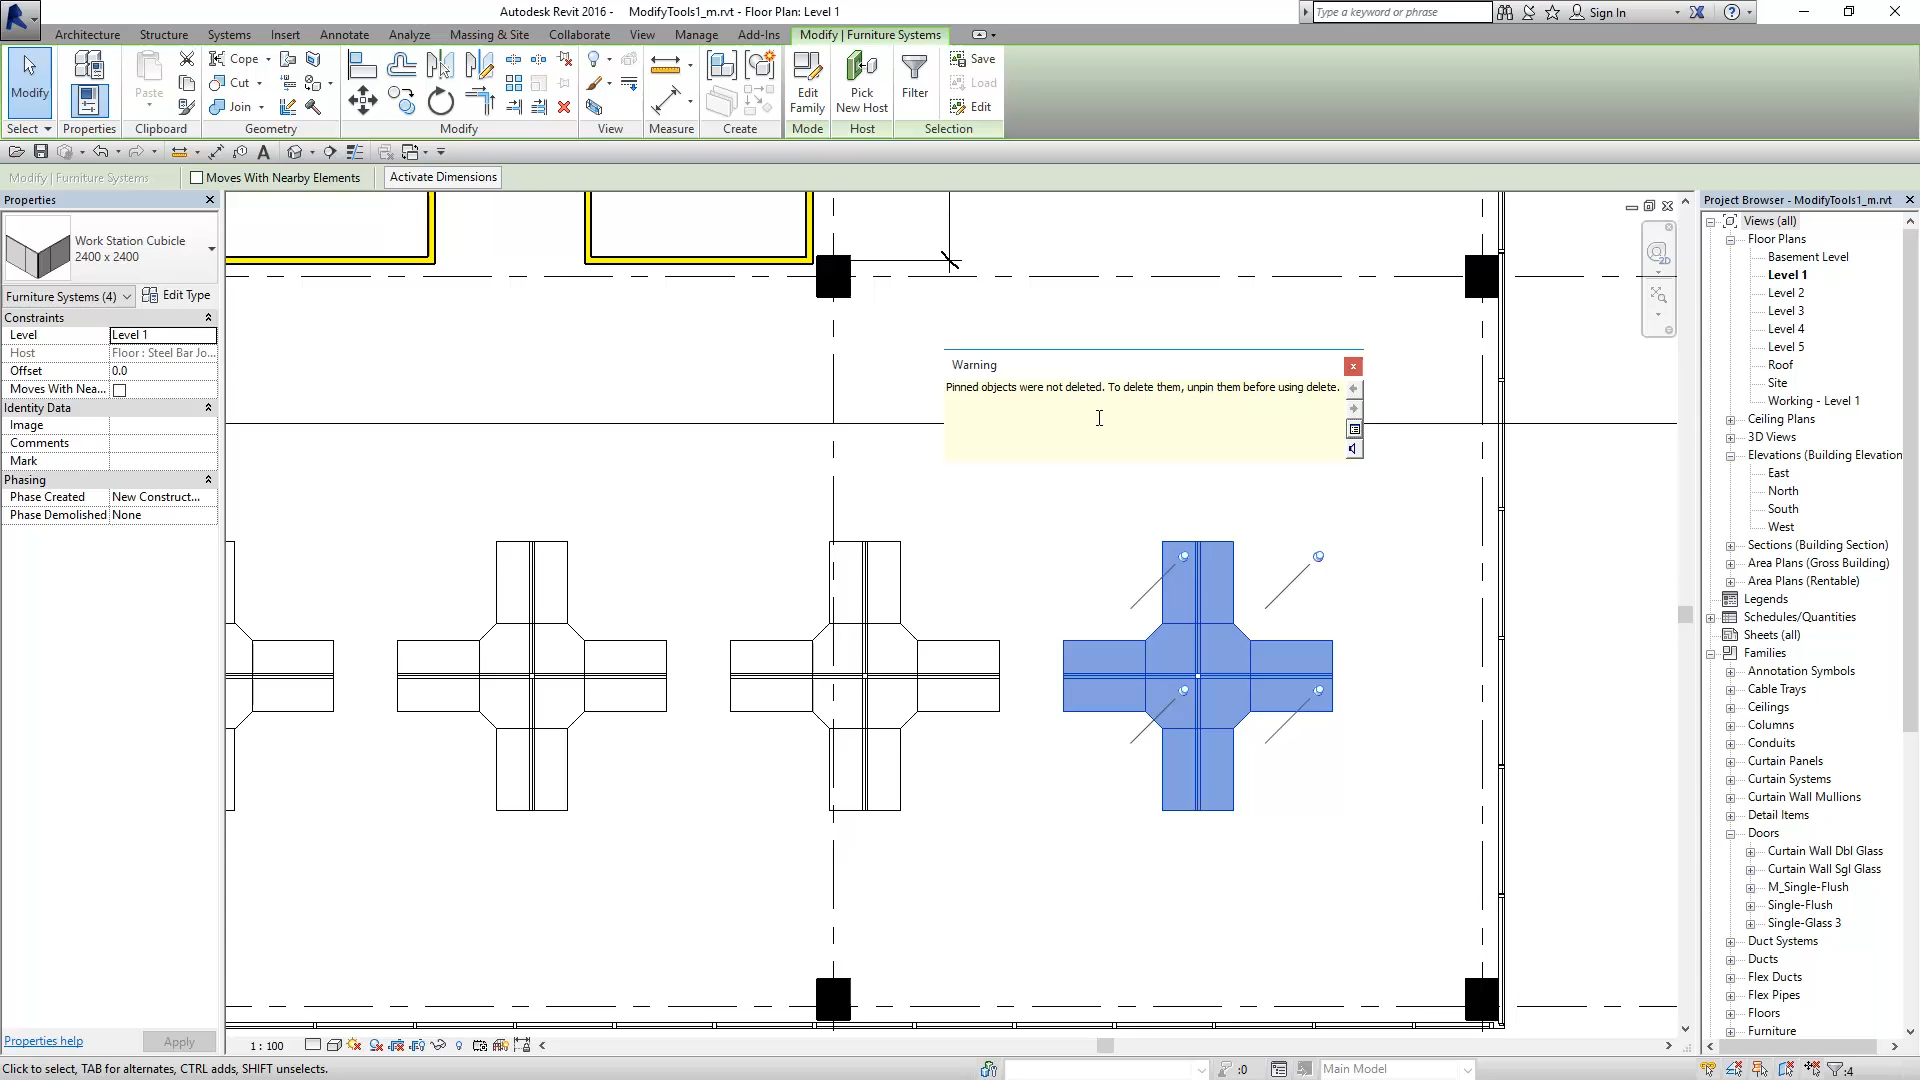 Autodesk Revit 2016 - ModifyTools1_m.rvt - Floor Plan: Level 1
Type a keyword or phrase
Sign In
Architecture Structure Systems Insert Annotate Analyze Massing & Site Collaborate View Manage Add-Ins Modify | Furniture Systems
Modify
Paste
Cope
Cut
Join
Edit Family
Pick New Host
Filter
Save
Load
Edit
Select Properties Clipboard Geometry Modify View Measure Create Mode Host Selection
Modify | Furniture Systems
Moves With Nearby Elements
Activate Dimensions
Properties
Work Station Cubicle
2400 x 2400
Furniture Systems (4)
Edit Type
Constraints
Level Level 1
Host Floor : Steel Bar Jo...
Offset 0.0
Moves With Nea...
Identity Data
Image
Comments
Mark
Phasing
Phase Created New Construct...
Phase Demolished None
Properties help
Apply
Warning
Pinned objects were not deleted. To delete them, unpin them before using delete.
2D
Project Browser - ModifyTools1_m.rvt
Views (all)
Floor Plans
Basement Level
Level 1
Level 2
Level 3
Level 4
Level 5
Roof
Site
Working - Level 1
Ceiling Plans
3D Views
Elevations (Building Elevation
East
North
South
West
Sections (Building Section)
Area Plans (Gross Building)
Area Plans (Rentable)
Legends
Schedules/Quantities
Sheets (all)
Families
Annotation Symbols
Cable Trays
Ceilings
Columns
Conduits
Curtain Panels
Curtain Systems
Curtain Wall Mullions
Detail Items
Doors
Curtain Wall Dbl Glass
Curtain Wall Sgl Glass
M_Single-Flush
Single-Flush
Single-Glass 3
Duct Systems
Ducts
Flex Ducts
Flex Pipes
Floors
Furniture
1 : 100
Click to select, TAB for alternates, CTRL adds, SHIFT unselects.
:0
Main Model
:4